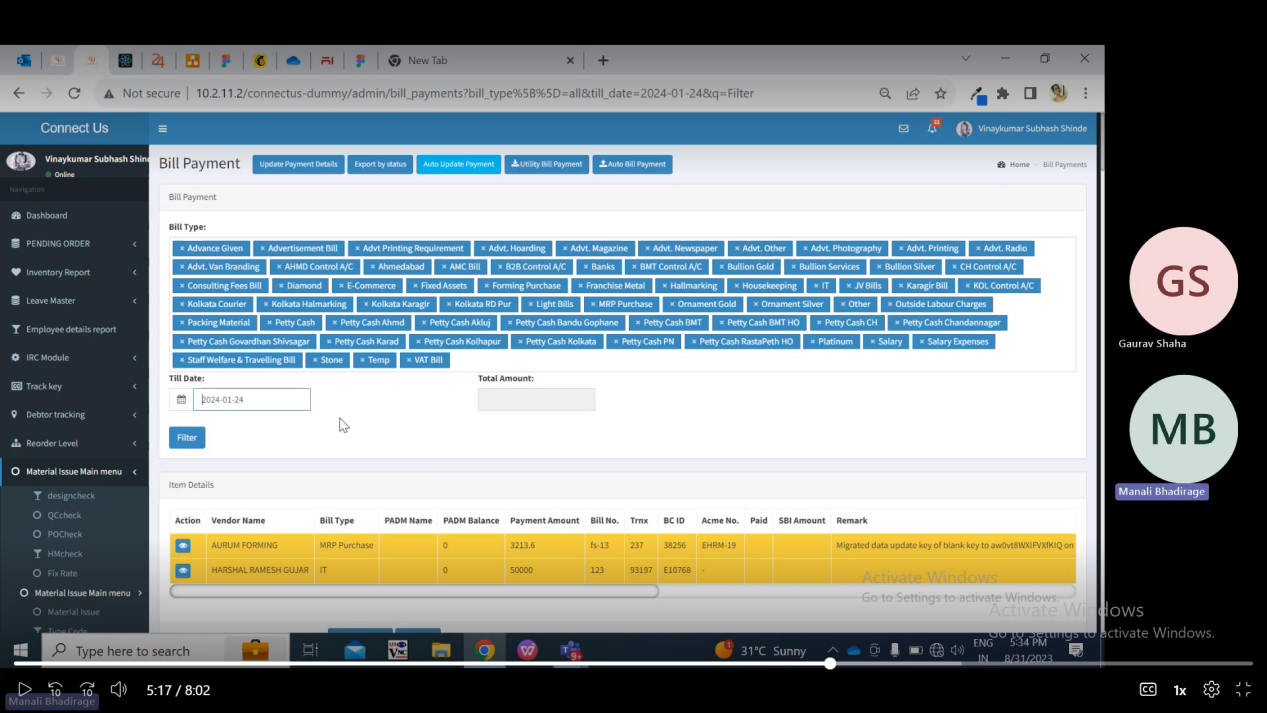 New Tab
Not secure | 10.2.11.2/connectus-dummy/admin/bill_payments?bill_type%5B%5D=all&till_date=2024-01-24&q=Filter
Connect Us
Vinaykumar Subhash Shinde
Vinaykumar Subhash Shin
Online
Navigation
Dashboard
PENDING ORDER
Inventory Report
Leave Master
Employee details report
IRC Module
Track key
Debtor tracking
Reorder Level
Material Issue Main menu
designcheck
QCcheck
POCheck
HMcheck
Fix Rate
Material Issue Main menu
Material Issue
Type Code
Bill Payment
Update Payment Details
Export by status
Auto Update Payment
Utility Bill Payment
Auto Bill Payment
Home
Bill Payments
Bill Payment
Bill Type:
× Advance Given × Advertisement Bill × Advt Printing Requirement × Advt. Hoarding × Advt. Magazine × Advt. Newspaper × Advt. Other × Advt. Photography × Advt. Printing × Advt. Radio
× Advt. Van Branding × AHMD Control A/C × Ahmedabad × AMC Bill × B2B Control A/C × Banks × BMT Control A/C × Bullion Gold × Bullion Services × Bullion Silver × CH Control A/C
× Consulting Fees Bill × Diamond × E-Commerce × Fixed Assets × Forming Purchase × Franchise Metal × Hallmarking × Housekeeping × IT × JV Bills × Karagir Bill × KOL Control A/C
× Kolkata Courier × Kolkata Halmarking × Kolkata Karagir × Kolkata RD Pur × Light Bills × MRP Purchase × Ornament Gold × Ornament Silver × Other × Outside Labour Charges
× Packing Material × Petty Cash × Petty Cash Ahmd × Petty Cash Akluj × Petty Cash Bandu Gophane × Petty Cash BMT × Petty Cash BMT HO × Petty Cash CH × Petty Cash Chandannagar
× Petty Cash Govardhan Shivsagar × Petty Cash Karad × Petty Cash Kolhapur × Petty Cash Kolkata × Petty Cash PN × Petty Cash RastaPeth HO × Platinum × Salary × Salary Expenses
× Staff Welfare & Travelling Bill × Stone × Temp × VAT Bill
Till Date:
Total Amount:
2024-01-24
Filter
Item Details
Action Vendor Name Bill Type PADM Name PADM Balance Payment Amount Bill No. Trnx BC ID Acme No. Paid SBI Amount Remark
AURUM FORMING MRP Purchase 0 3213.6 fs-13 237 38256 EHRM-19 Migrated data update key of blank key to aw0vt8WXIFVXfKIQ on
HARSHAL RAMESH GUJAR IT 0 50000 123 93197 E10768 -
Activate Windows
Go to Settings to activate Windows.
Activate Windows
Go to Settings to activate Windows.
Type here to search
9+
31°C Sunny
ENG
IN
5:34 PM
8/31/2023
GS
Gaurav Shaha
MB
Manali Bhadirage
10
10
5:17 / 8:02
CC
1x
Manali Bhadirage